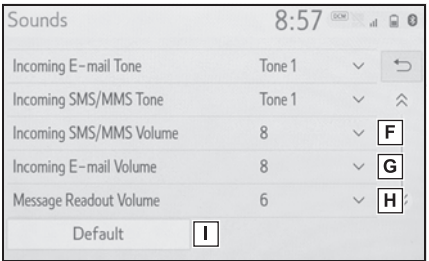 Sounds 8:57 DCM
Incoming E-mail Tone Tone 1
Incoming SMS/MMS Tone Tone 1
Incoming SMS/MMS Volume 8 F
Incoming E-mail Volume 8 G
Message Readout Volume 6 H
Default I